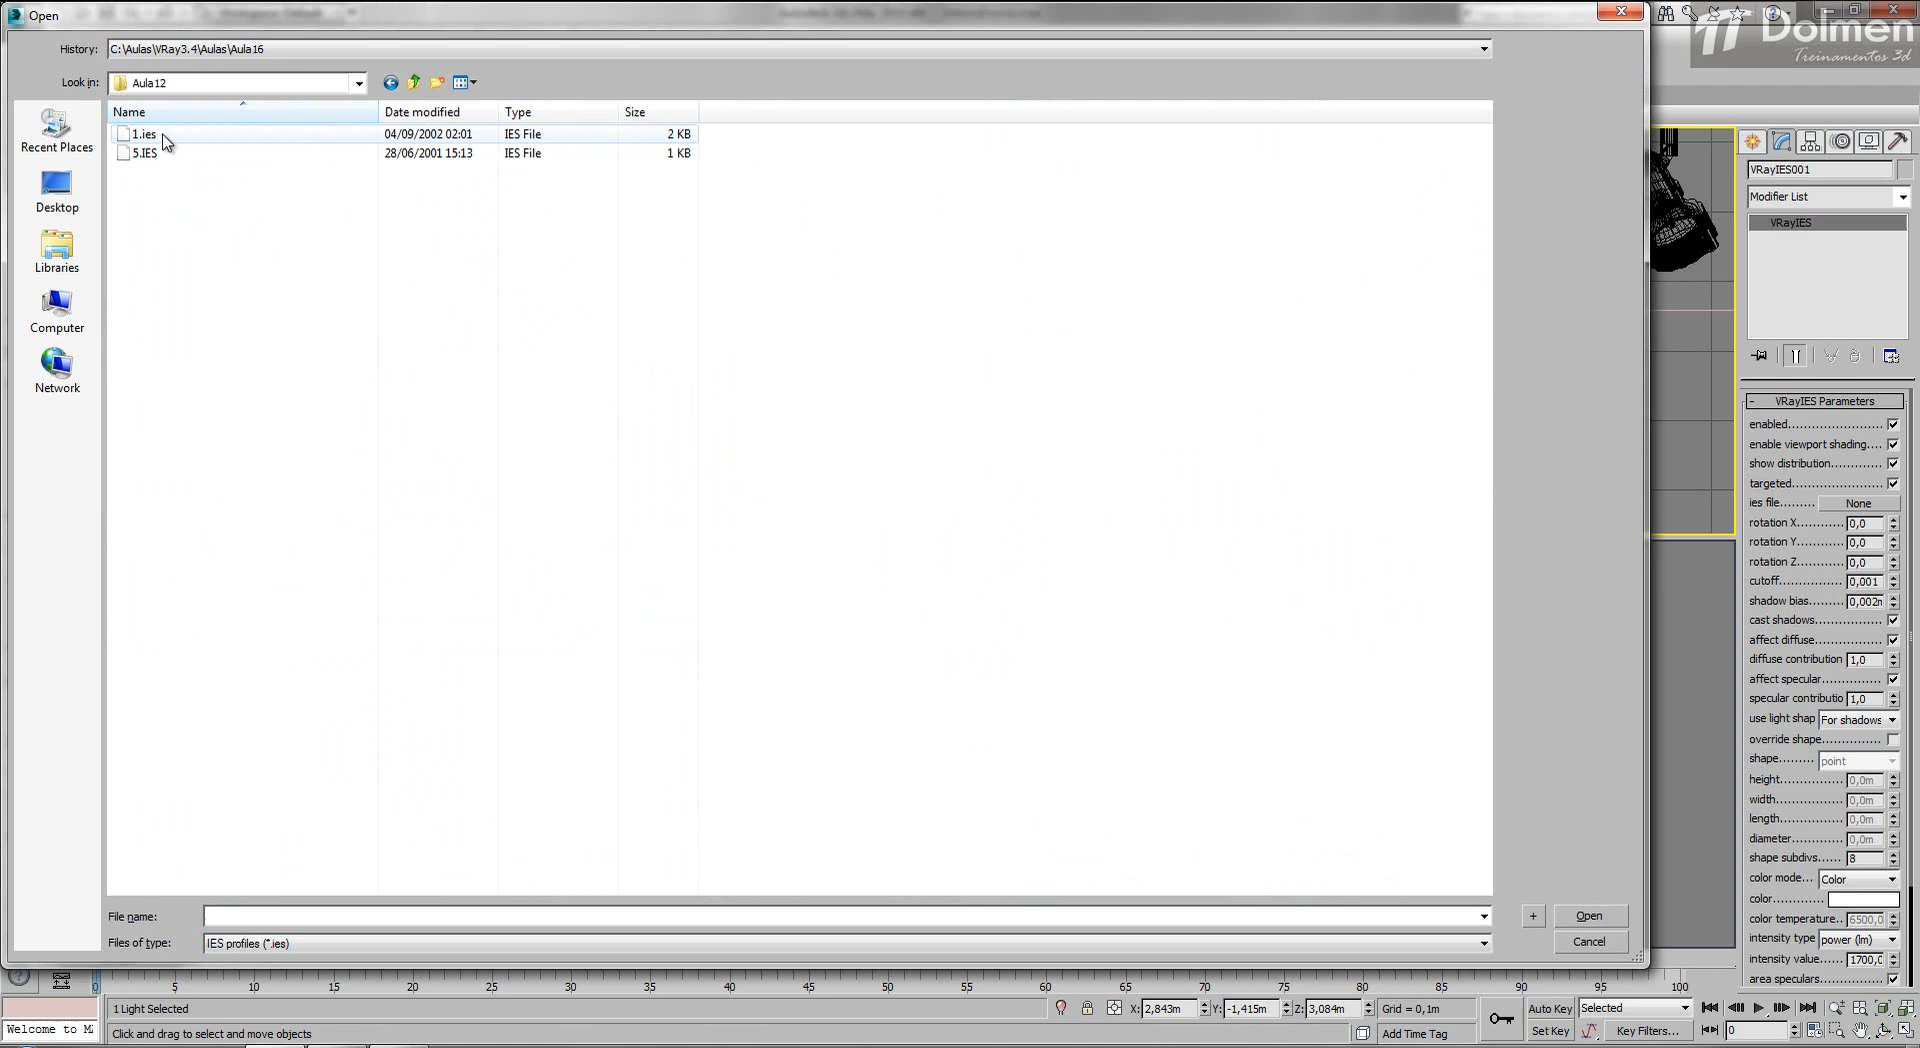 Open
Dolmen
Treinamentos 3d
History: C:\Aulas\VRay3.4\Aulas\Aula16
Look in: Aula12
Name Date modified Type Size
1.ies 04/09/2002 02:01 IES File 2 KB
5.IES 28/06/2001 15:13 IES File 1 KB
Recent Places
Desktop
Libraries
Computer
Network
File name: + Open
Files of type: IES profiles (*.ies) Cancel
VRayIES001
Modifier List
VRayIES
- VRayIES Parameters
enabled
enable viewport shading....
show distribution
targeted
ies file........ None
rotation X 0,0
rotation Y 0,0
rotation Z 0,0
cutoff 0,001
shadow bias 0,002m
cast shadows
affect diffuse
diffuse contribution 1,0
affect specular
specular contributio 1,0
use light shap For shadows
override shape
shape........ point
height 0,0m
width 0,0m
length 0,0m
diameter 0,0m
shape subdivs...... 8
color mode... Color
color
color temperature.. 6500,0
intensity type power (lm)
intensity value..... 1700,0
area speculars
0 5 10 15 20 25 30 35 40 45 50 55 60 65 70 75 80 85 90 95 100
1 Light Selected X: 2,843m Y: -1,415m Z: 3,084m Grid = 0,1m Auto Key Selected
Welcome to M Click and drag to select and move objects Add Time Tag Set Key Key Filters... 0